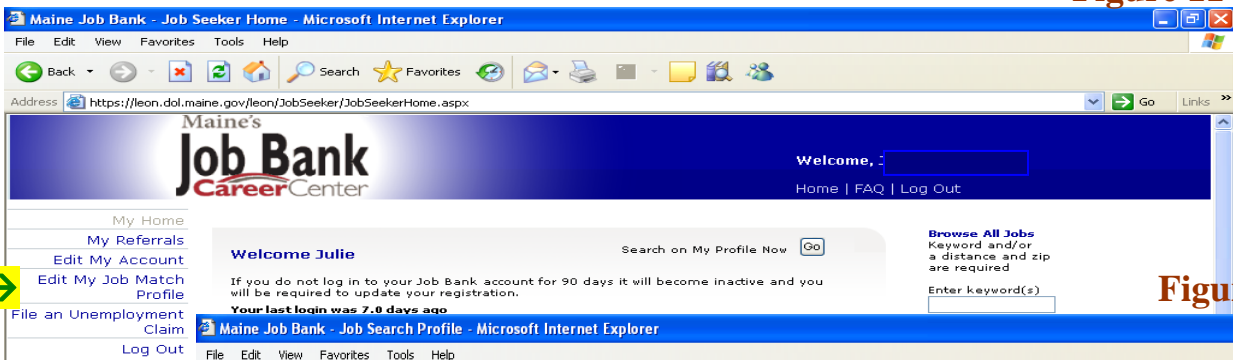 Maine Job Bank - Job Seeker Home - Microsoft Internet Explorer
File Edit View Favorites Tools Help
Back Search Favorites
Address https://leon.dol.maine.gov/leon/JobSeeker/JobSeekerHome.aspx Go Links »
Maine's
Job Bank
CareerCenter
Welcome, J
Home | FAQ | Log Out
My Home
My Referrals
Edit My Account
Edit My Job Match
Profile
File an Unemployment
Claim
Log Out
Welcome Julie
Search on My Profile Now Go
If you do not log in to your Job Bank account for 90 days it will become inactive and you
will be required to update your registration.
Your last login was 7.0 days ago
Browse All Jobs
Keyword and/or
a distance and zip
are required
Enter keyword(s)
Maine Job Bank - Job Search Profile - Microsoft Internet Explorer
File Edit View Favorites Tools Help